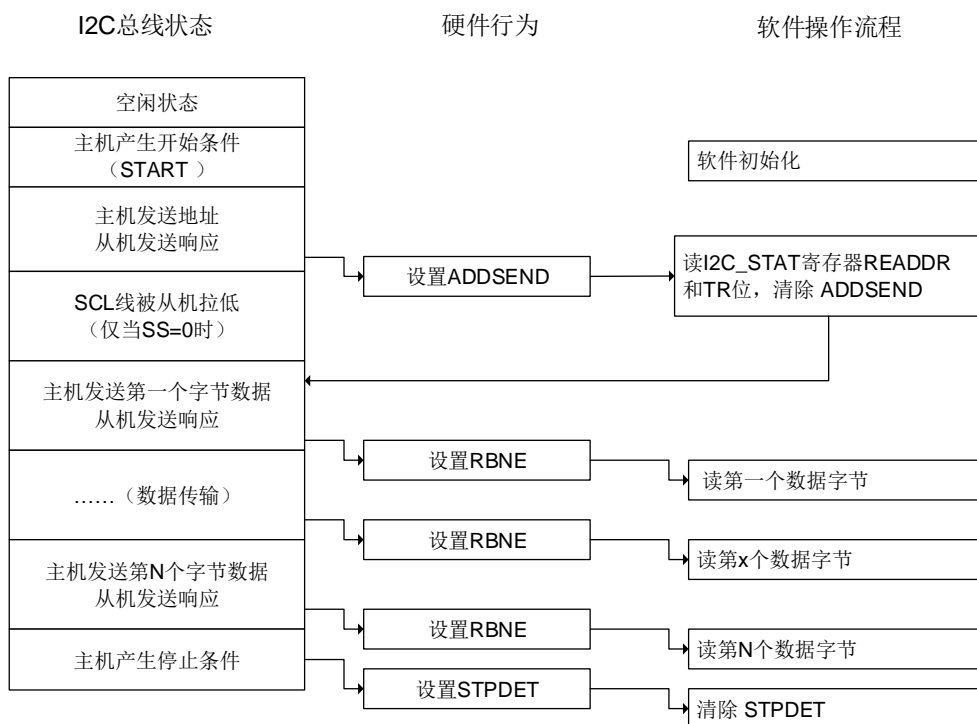 I2C总线状态
硬件行为
软件操作流程
空闲状态
主机产生开始条件
（START ）
软件初始化
主机发送地址
从机发送响应
设置ADDSEND
读I2C_STAT寄存器READDR
和TR位，清除 ADDSEND
SCL线被从机拉低
（仅当SS=0时）
主机发送第一个字节数据
从机发送响应
设置RBNE
读第一个数据字节
……（数据传输）
设置RBNE
读第x个数据字节
主机发送第N个字节数据
从机发送响应
设置RBNE
读第N个数据字节
主机产生停止条件
设置STPDET
清除 STPDET